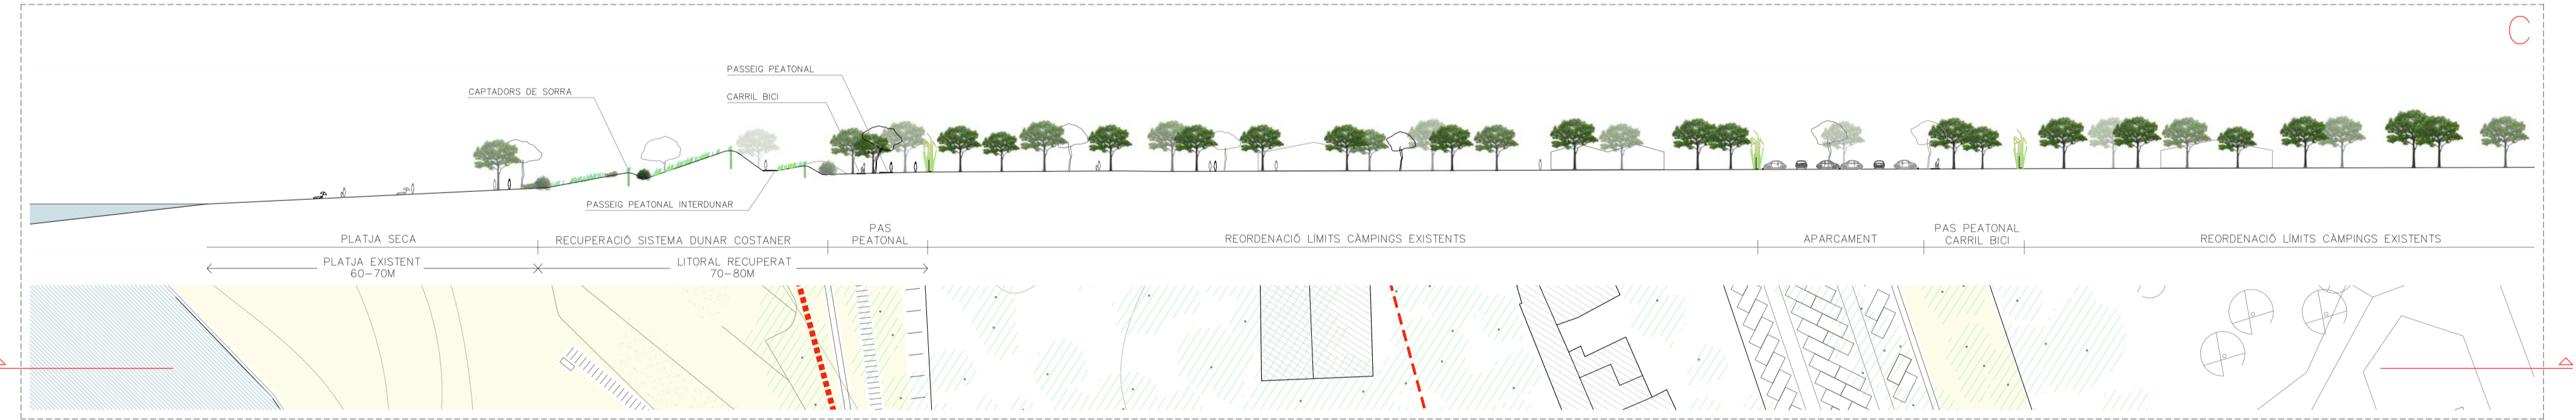 C
PASSEIG PEATONAL
CAPTADORS DE SORRA
CARRIL BICI
PASSEIG PEATONAL INTERDUNAR
PLATJA SECA
RECUPERACIÓ SISTEMA DUNAR COSTANER
PAS
PEATONAL
REORDENACIÓ LÍMITS CÀMPINGS EXISTENTS
APARCAMENT
PAS PEATONAL
CARRIL BICI
REORDENACIÓ LÍMITS CÀMPINGS EXISTENTS
PLATJA EXISTENT
60-70M
LITORAL RECUPERAT
70-80M